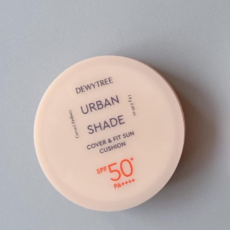 DEWYTREE
URBAN
SHADE
COVER & FIT SUN
CUSHION
SPF 50+
PA++++